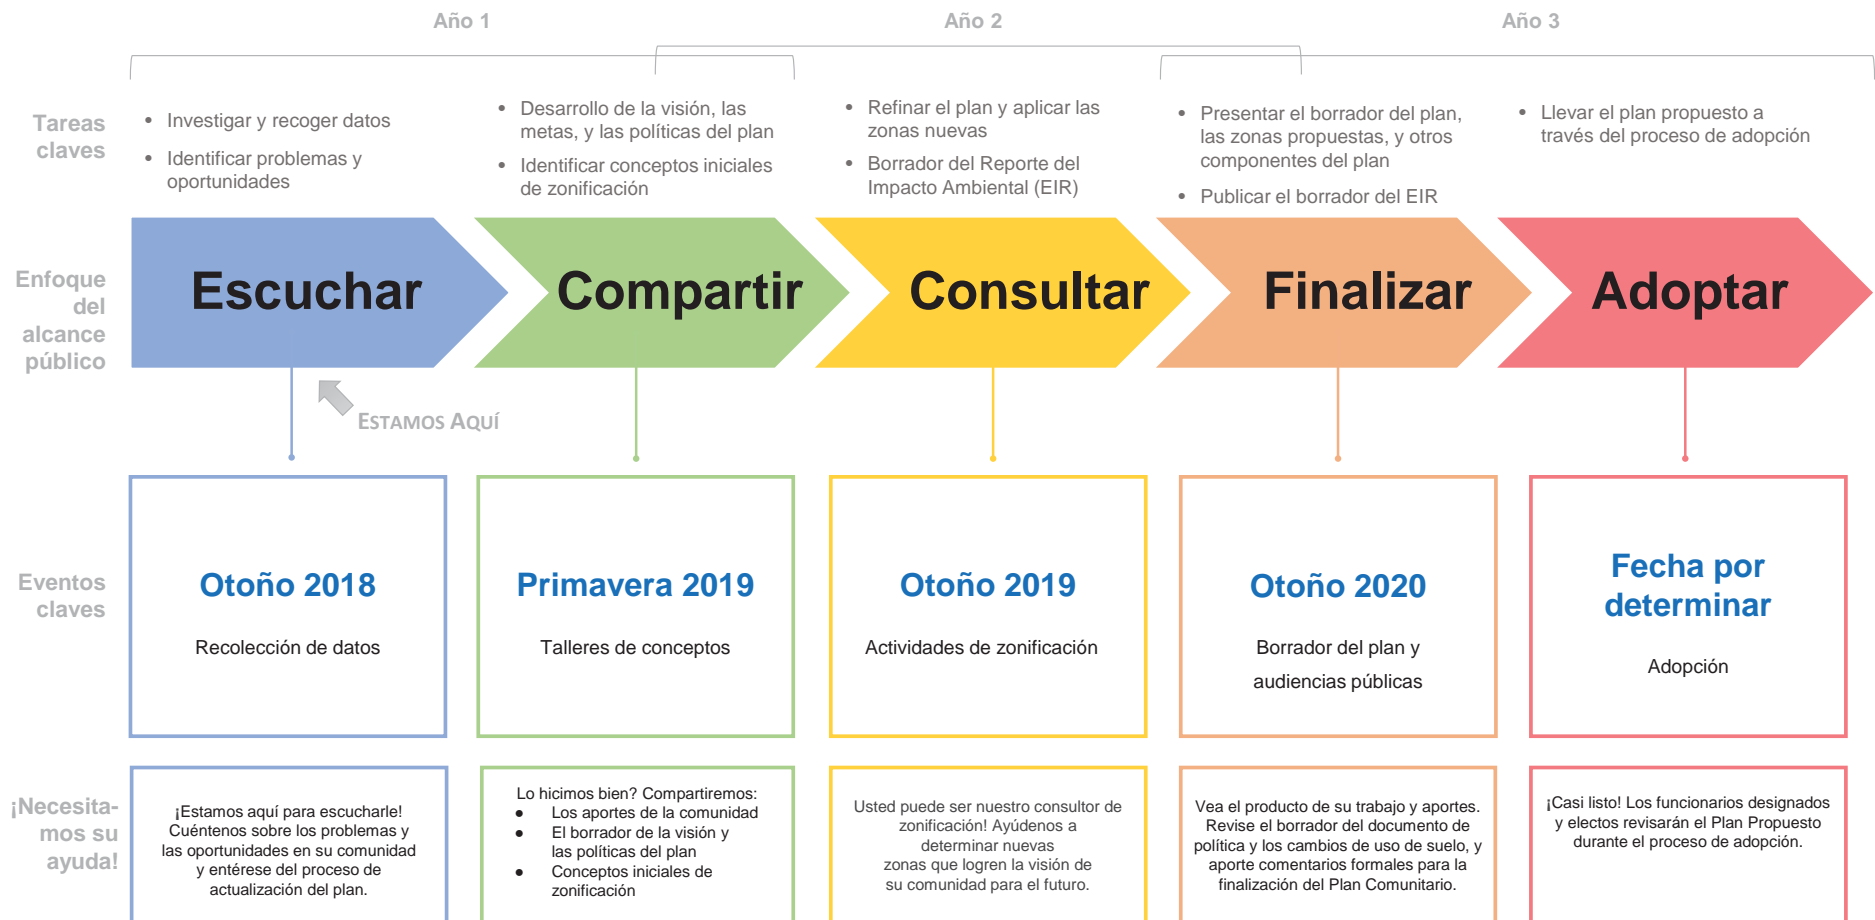 Año 1
Año 2
Año 3
Tareas
claves
• Investigar y recoger datos
• Identificar problemas y
oportunidades
• Desarrollo de la visión, las
metas, y las políticas del plan
• Identificar conceptos iniciales
de zonificación
• Refinar el plan y aplicar las
zonas nuevas
• Borrador del Reporte del
Impacto Ambiental (EIR)
• Presentar el borrador del plan,
las zonas propuestas, y otros
componentes del plan
• Publicar el borrador del EIR
• Llevar el plan propuesto a
través del proceso de adopción
Enfoque
del
alcance
público
Escuchar
Compartir
Consultar
Finalizar
Adoptar
ESTAMOS AQUÍ
Eventos
claves
Otoño 2018
Recolección de datos
Primavera 2019
Talleres de conceptos
Otoño 2019
Actividades de zonificación
Otoño 2020
Borrador del plan y
audiencias públicas
Fecha por
determinar
Adopción
¡Necesita-
mos su
ayuda!
¡Estamos aquí para escucharle!
Cuéntenos sobre los problemas y
las oportunidades en su comunidad
y entérese del proceso de
actualización del plan.
Lo hicimos bien? Compartiremos:
● Los aportes de la comunidad
● El borrador de la visión y
las políticas del plan
● Conceptos iniciales de
zonificación
Usted puede ser nuestro consultor de
zonificación! Ayúdenos a
determinar nuevas
zonas que logren la visión de
su comunidad para el futuro.
Vea el producto de su trabajo y aportes.
Revise el borrador del documento de
política y los cambios de uso de suelo, y
aporte comentarios formales para la
finalización del Plan Comunitario.
¡Casi listo! Los funcionarios designados
y electos revisarán el Plan Propuesto
durante el proceso de adopción.